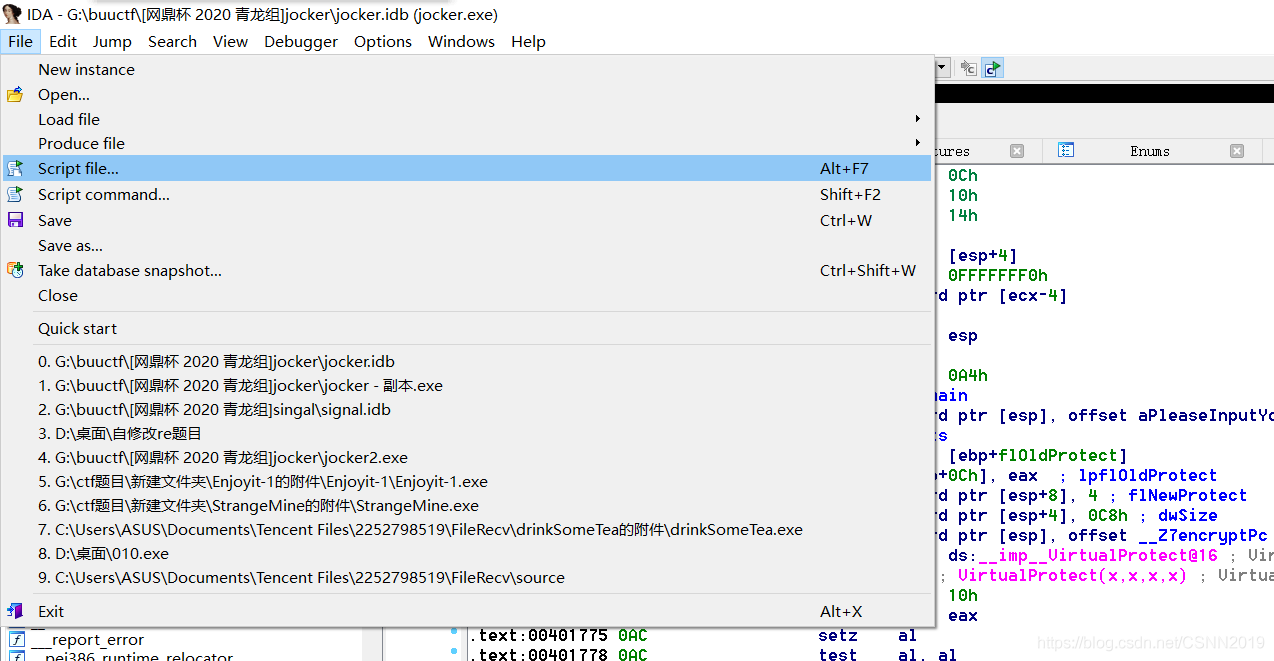 IDA - G:\buuctf\[网鼎杯 2020 青龙组]jocker\jocker.idb (jocker.exe)
File Edit Jump Search View Debugger Options Windows Help
New instance
Open...
Load file
Produce file
Script file... Alt+F7
Script command... Shift+F2
Save Ctrl+W
Save as...
Take database snapshot... Ctrl+Shift+W
Close
Quick start
0. G:\buuctf\[网鼎杯 2020 青龙组]jocker\jocker.idb
1. G:\buuctf\[网鼎杯 2020 青龙组]jocker\jocker - 副本.exe
2. G:\buuctf\[网鼎杯 2020 青龙组]singal\signal.idb
3. D:\桌面\自修改re题目
4. G:\buuctf\[网鼎杯 2020 青龙组]jocker\jocker2.exe
5. G:\ctf题目\新建文件夹\Enjoyit-1的附件\Enjoyit-1\Enjoyit-1.exe
6. G:\ctf题目\新建文件夹\StrangeMine的附件\StrangeMine.exe
7. C:\Users\ASUS\Documents\Tencent Files\2252798519\FileRecv\drinkSomeTea的附件\drinkSomeTea.exe
8. D:\桌面\010.exe
9. C:\Users\ASUS\Documents\Tencent Files\2252798519\FileRecv\source
Exit Alt+X
ures Enums
0Ch
10h
14h
[esp+4]
0FFFFFFF0h
d ptr [ecx-4]
esp
0A4h
ain
d ptr [esp], offset aPleaseInputYo
s
[ebp+flOldProtect]
+0Ch], eax ; lpflOldProtect
d ptr [esp+8], 4 ; flNewProtect
d ptr [esp+4], 0C8h ; dwSize
d ptr [esp], offset __Z7encryptPc
ds:__imp__VirtualProtect@16 ; Vir
; VirtualProtect(x,x,x,x) ; Virtua
10h
eax
.text:00401775 0AC setz al
.text:00401778 0AC test al, al
___report_error
__pei386_runtime_relocator
https://blog.csdn.net/CSNN2019